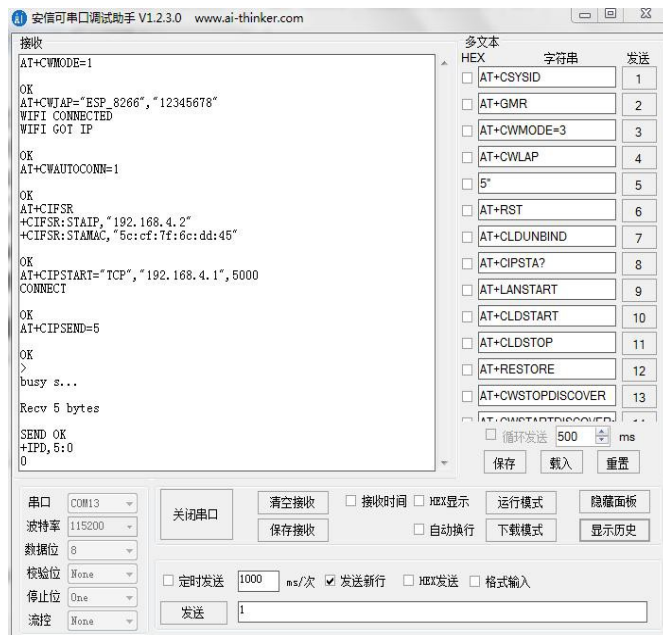 安信可串口调试助手 V1.2.3.0 www.ai-thinker.com
接收
AT+CWMODE=1
OK
AT+CWJAP="ESP_8266","12345678"
WIFI CONNECTED
WIFI GOT IP
OK
AT+CWAUTOCONN=1
OK
AT+CIFSR
+CIFSR:STAIP,"192.168.4.2"
+CIFSR:STAMAC,"5c:cf:7f:6c:dd:45"
OK
AT+CIPSTART="TCP","192.168.4.1",5000
CONNECT
OK
AT+CIPSEND=5
OK
>
busy s...
Recv 5 bytes
SEND OK
+IPD,5:0
0
多文本
HEX 字符串 发送
AT+CSYSID 1
AT+GMR 2
AT+CWMODE=3 3
AT+CWLAP 4
5" 5
AT+RST 6
AT+CLDUNBIND 7
AT+CIPSTA? 8
AT+LANSTART 9
AT+CLDSTART 10
AT+CLDSTOP 11
AT+RESTORE 12
AT+CWSTOPDISCOVER 13
循环发送 500 ms
保存 载入 重置
串口 COM13
波特率 115200
数据位 8
校验位 None
停止位 One
流控 None
关闭串口
清空接收 接收时间 HEX显示 运行模式 隐藏面板
保存接收 自动换行 下载模式 显示历史
定时发送 1000 ms/次 发送新行 HEX发送 格式输入
发送 1